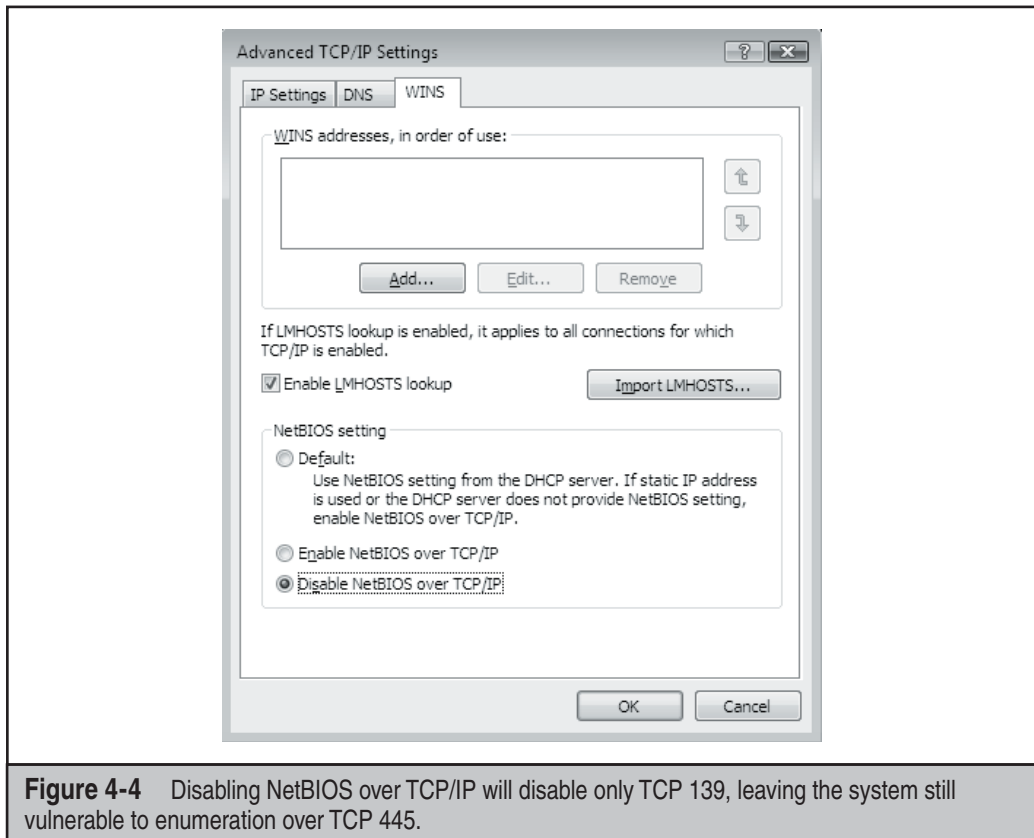 Advanced TCP/IP Settings
IP Settings DNS WINS
WINS addresses, in order of use:
Add... Edit... Remove
If LMHOSTS lookup is enabled, it applies to all connections for which
TCP/IP is enabled.
Enable LMHOSTS lookup Import LMHOSTS...
NetBIOS setting
Default:
Use NetBIOS setting from the DHCP server. If static IP address
is used or the DHCP server does not provide NetBIOS setting,
enable NetBIOS over TCP/IP.
Enable NetBIOS over TCP/IP
Disable NetBIOS over TCP/IP
OK Cancel
Figure 4-4 Disabling NetBIOS over TCP/IP will disable only TCP 139, leaving the system still
vulnerable to enumeration over TCP 445.